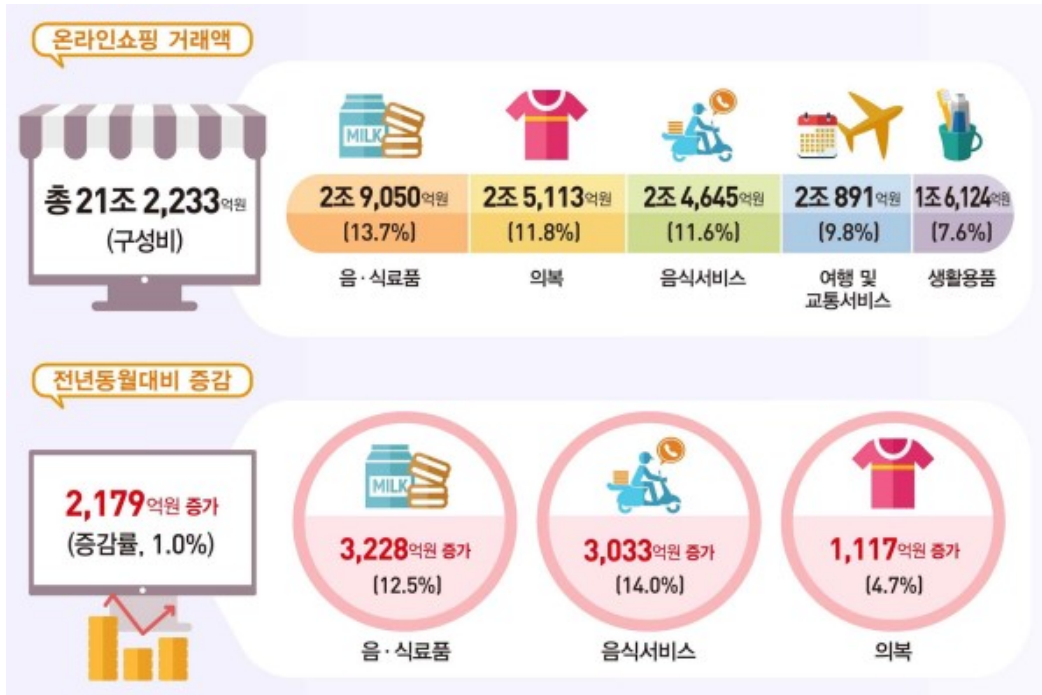 온라인쇼핑 거래액
총 21조 2,233억원
(구성비)
MILK
2조 9,050억원 2조 5,113억원 2조 4,645억원 2조 891억원 1조 6,124억원
(13.7%) (11.8%) (11.6%) (9.8%) (7.6%)
음·식료품 의복 음식서비스 여행 및 생활용품
교통서비스
전년동월대비 증감
2,179억원 증가
(증감률, 1.0%)
MILK
3,228억원 증가 3,033억원 증가 1,117억원 증가
(12.5%) (14.0%) (4.7%)
음·식료품 음식서비스 의복